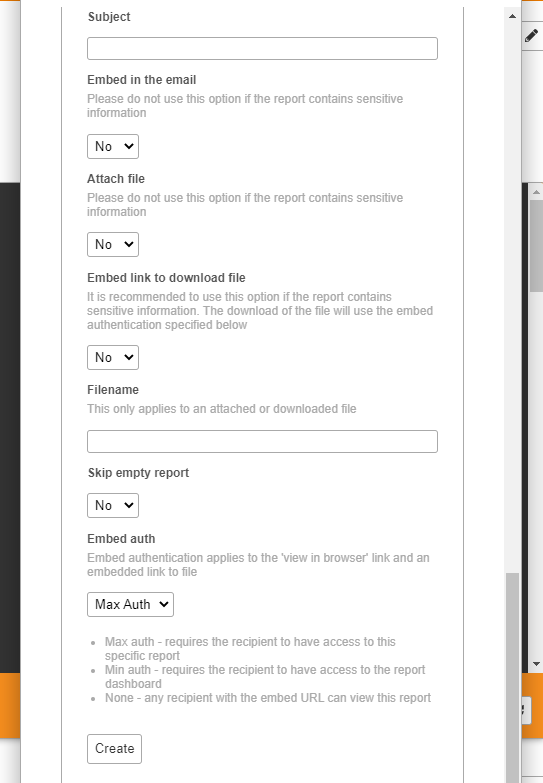 Subject
Embed in the email
Please do not use this option if the report contains sensitive
information
No
Attach file
Please do not use this option if the report contains sensitive
information
No
Embed link to download file
It is recommended to use this option if the report contains
sensitive information. The download of the file will use the embed
authentication specified below
No
Filename
This only applies to an attached or downloaded file
Skip empty report
No
Embed auth
Embed authentication applies to the 'view in browser' link and an
embedded link to file
Max Auth
• Max auth - requires the recipient to have access to this
specific report
• Min auth - requires the recipient to have access to the report
dashboard
• None - any recipient with the embed URL can view this report
Create